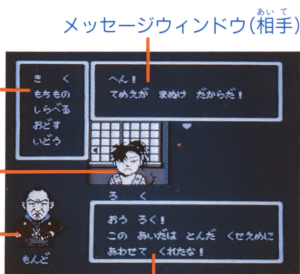 メッセージウィンドウ(相手)
あいて
き く
もちもの
しらべる
おどす
いどう
へん!
てめえが まぬけ だからだ!
ろ く
もんど
おう ろく!
この あいだは とんだ くせえめに
あわせて くれたな!